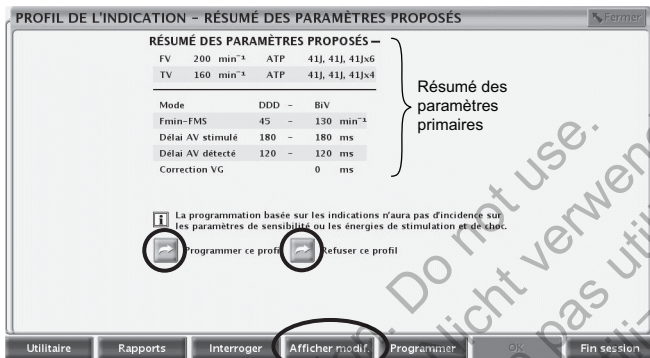 PROFIL DE L'INDICATION – RÉSUMÉ DES PARAMÈTRES PROPOSÉS
Fermer
RÉSUMÉ DES PARAMÈTRES PROPOSÉS
FV 200 min⁻¹ ATP 41J, 41J, 41Jx6
TV 160 min⁻¹ ATP 41J, 41J, 41Jx4
Mode DDD – BiV
Fmin-FMS 45 – 130 min⁻¹
Délai AV stimulé 180 – 180 ms
Délai AV détecté 120 – 120 ms
Correction VG 0 ms
Résumé des
paramètres
primaires
i La programmation basée sur les indications n'aura pas d'incidence sur
les paramètres de sensibilité ou les énergies de stimulation et de choc.
Programmer ce profil Refuser ce profil
Utilitaire Rapports Interroger Afficher modif. Programmer OK Fin session
Do not use.